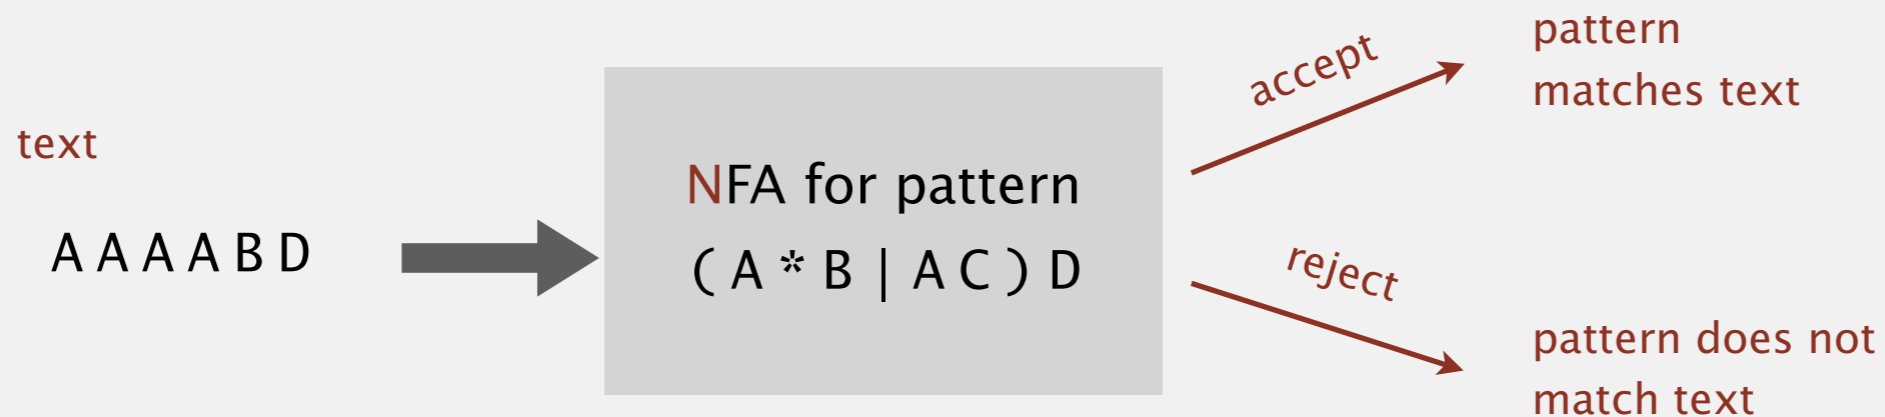 text
A A A A B D
NFA for pattern
( A * B | A C ) D
accept
pattern
matches text
reject
pattern does not
match text